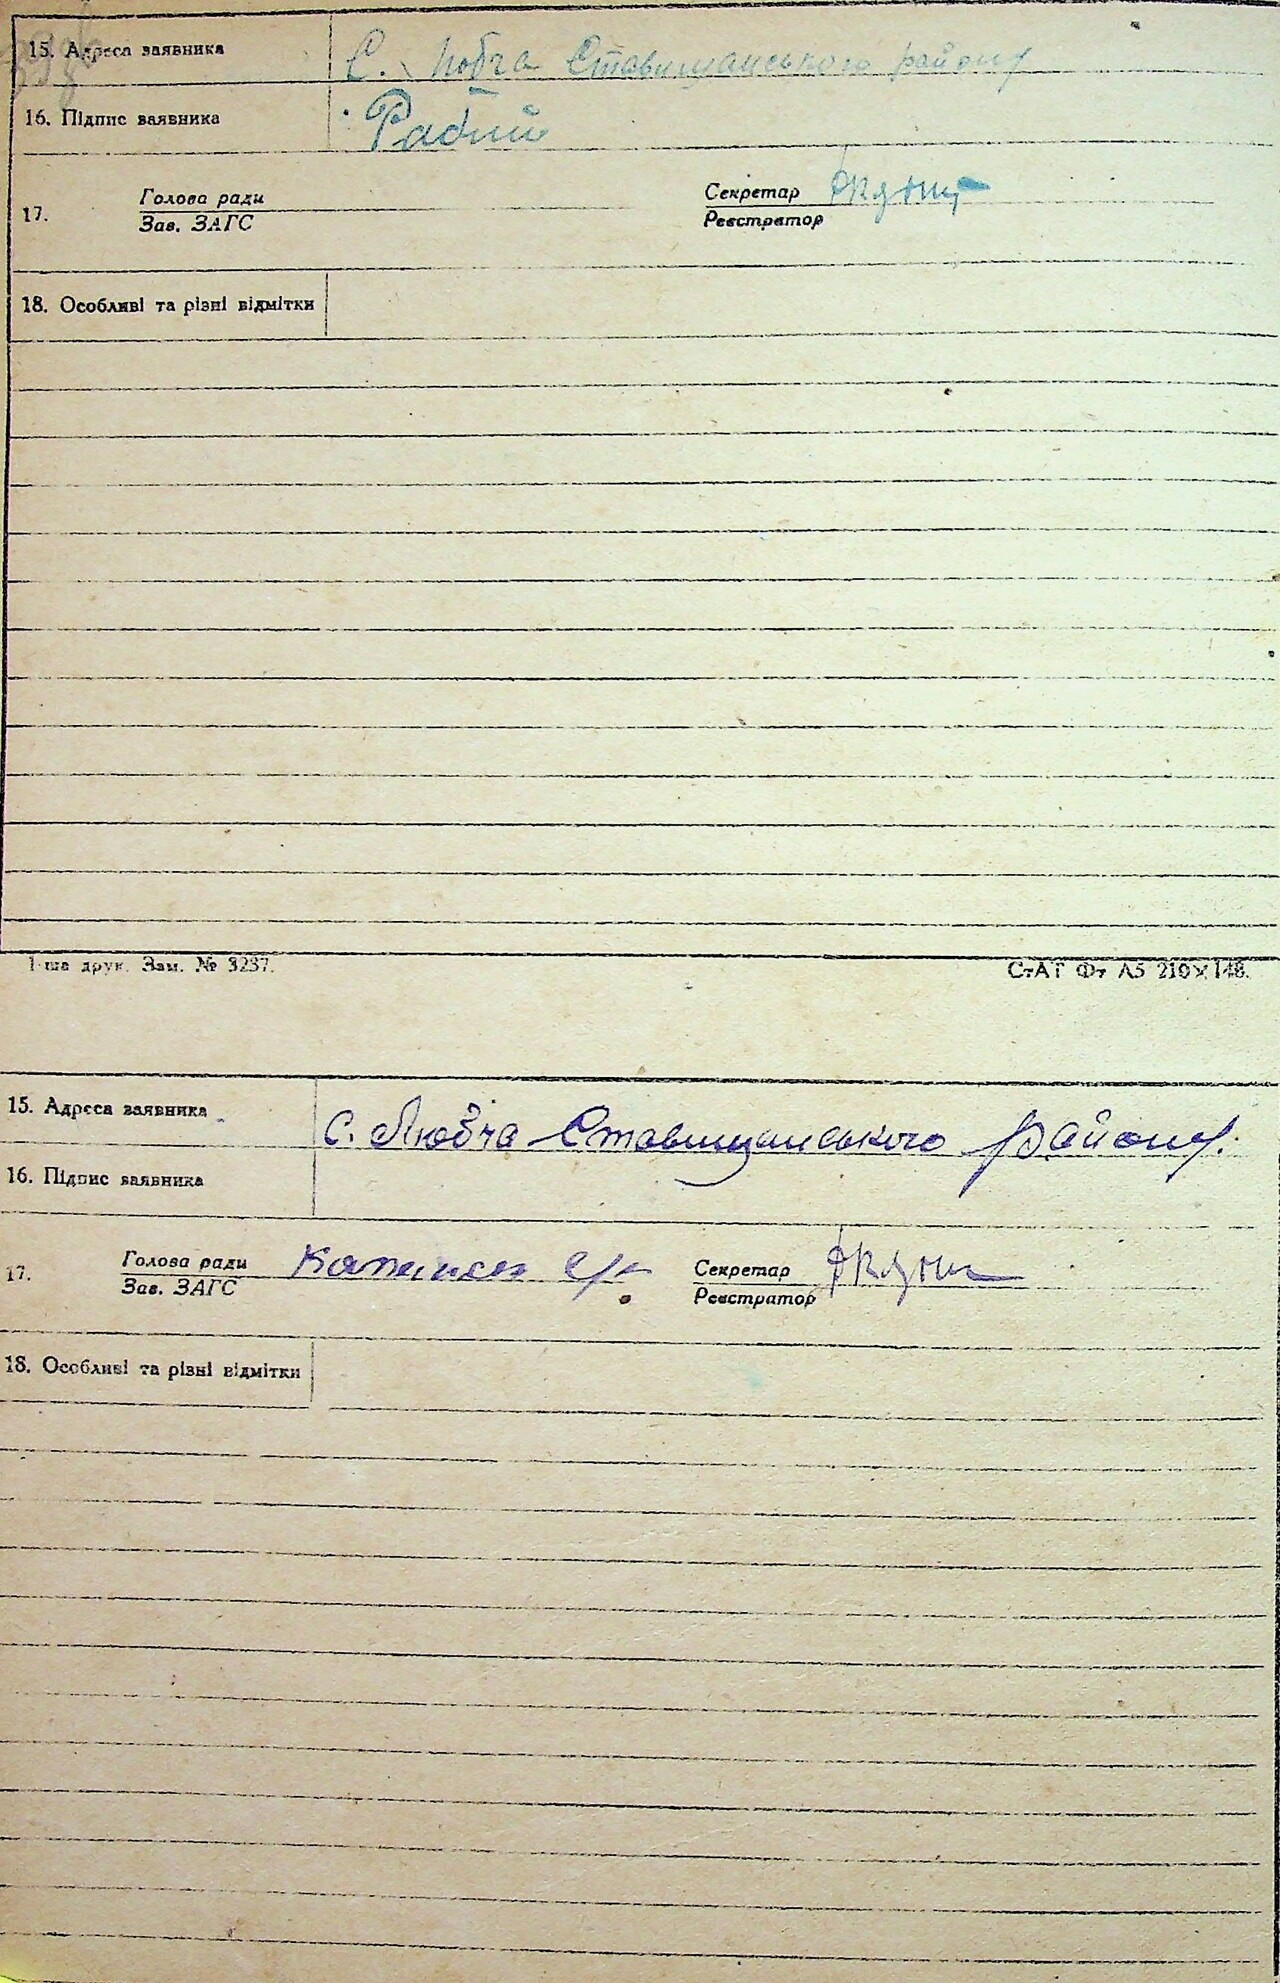 15. Адреса заявника С. Любча Ставищанського району
16. Підпис заявника Рабий
Голова ради Секретар
17.
Зав. ЗАГС Реєстратор
18. Особливі та різні відмітки
1-ша друк. Зам. № 3237. СтАТ Фт А5 210×148.
15. Адреса заявника с. Любча Ставищанського району.
16. Підпис заявника
Голова ради Секретар
17.
Зав. ЗАГС Реєстратор
18. Особливі та різні відмітки